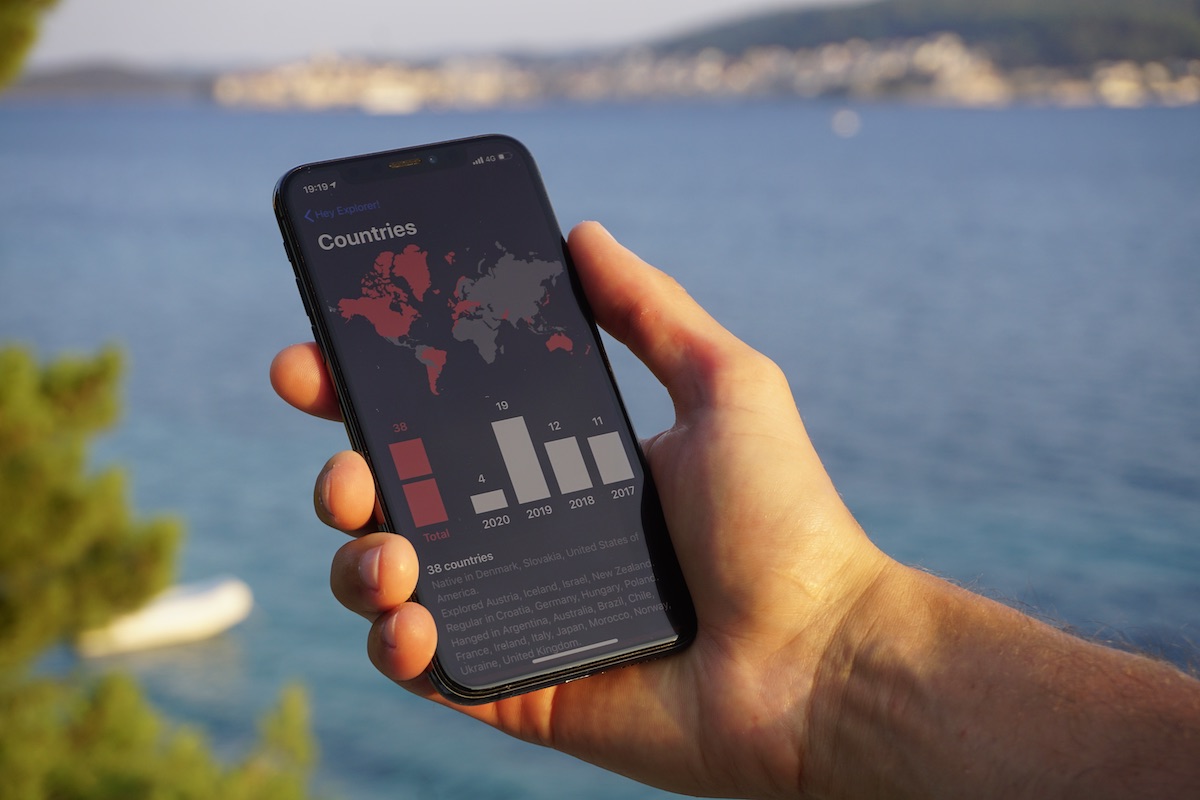 19:19
4G
Hey Explorer!
Countries
38
4
19
12
11
Total
2020
2019
2018
2017
38 countries
Native in Denmark, Slovakia, United States of
America,
Explored Austria, Iceland, Israel, New Zealand
Regular in Croatia, Germany, Hungary, Poland,
Hanged in Argentina, Australia, Brazil, Chile,
France, Ireland, Italy, Japan, Morocco, Norway,
Ukraine, United Kingdom,